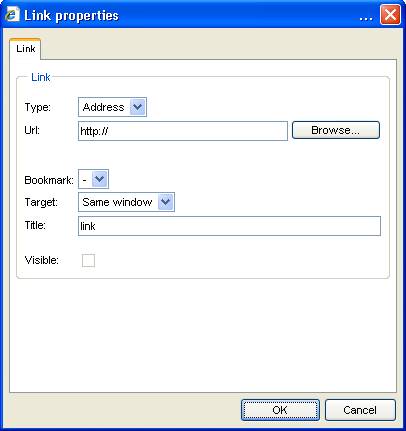 Link properties ...
Link
Link
Type: Address
Url: http:// Browse...
Bookmark: -
Target: Same window
Title: link
Visible:
OK Cancel